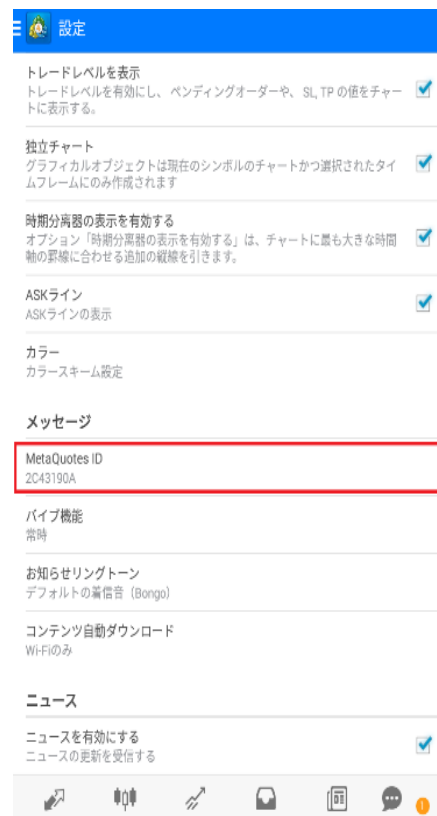 設定
トレードレベルを表示
トレードレベルを有効にし、 ペンディングオーダーや、 SL, TP の値をチャー
トに表示する。
独立チャート
グラフィカルオブジェクトは現在のシンボルのチャートかつ選択されたタイ
ムフレームにのみ作成されます
時期分離器の表示を有効する
オプション「時期分离器の表示を有効する」は、チャートに最も大きな時間
軸の罫線に合わせる追加の縦線を引きます。
ASKライン
ASKラインの表示
カラー
カラースキーム設定
メッセージ
MetaQuotes ID
2C43190A
バイブ機能
常時
お知らせリングトーン
デフォルトの着信音（Bongo）
コンテンツ自動ダウンロード
Wi-Fiのみ
ニュース
ニュースを有効にする
ニュースの更新を受信する
1